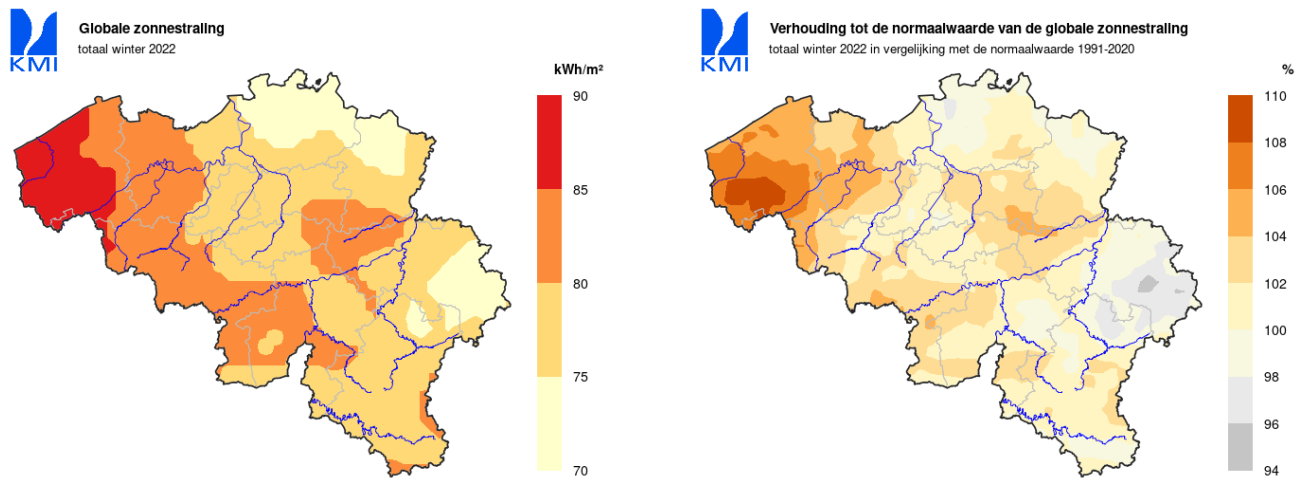 Globale zonnestraling
totaal winter 2022
KMI
kWh/m²
90
85
80
75
70
Verhouding tot de normaalwaarde van de globale zonnestraling
totaal winter 2022 in vergelijking met de normaalwaarde 1991-2020
KMI
%
110
108
106
104
102
100
98
96
94